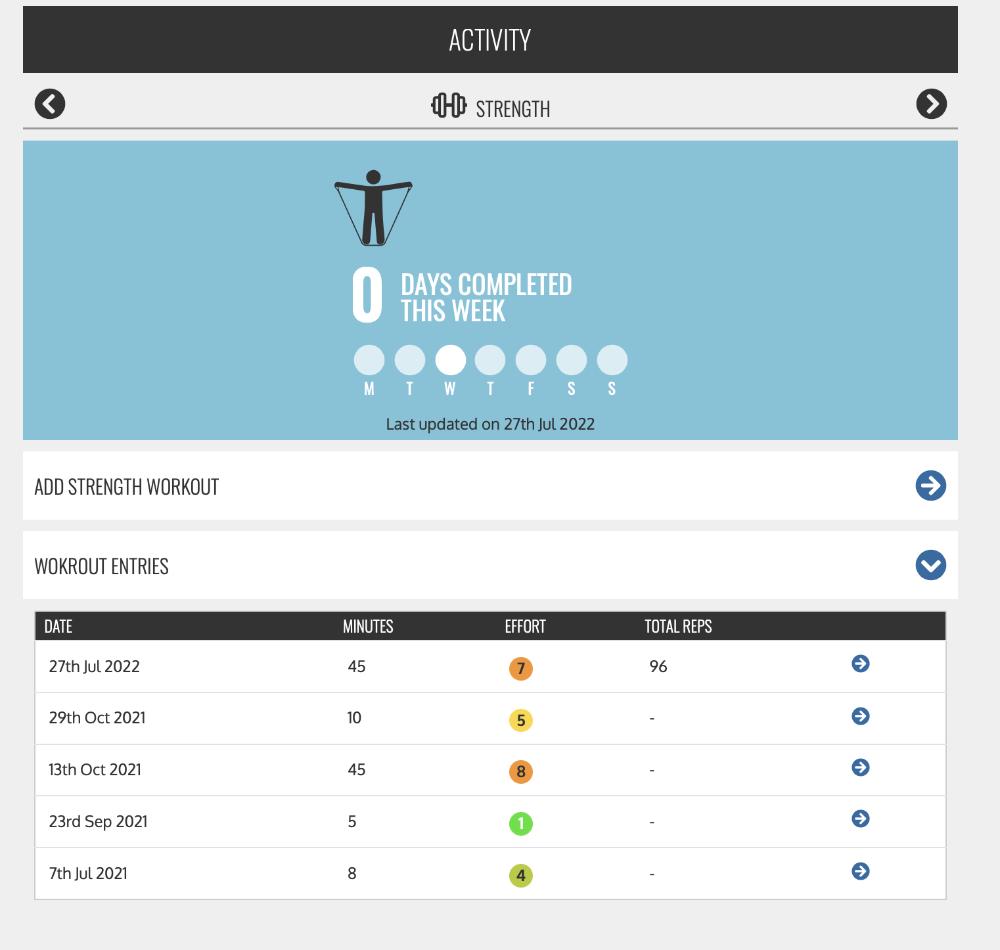 ACTIVITY
STRENGTH
0 DAYS COMPLETED
THIS WEEK
M T W T F S S
Last updated on 27th Jul 2022
ADD STRENGTH WORKOUT
WOKROUT ENTRIES
DATE MINUTES EFFORT TOTAL REPS
27th Jul 2022 45 7 96
29th Oct 2021 10 5 -
13th Oct 2021 45 8 -
23rd Sep 2021 5 1 -
7th Jul 2021 8 4 -